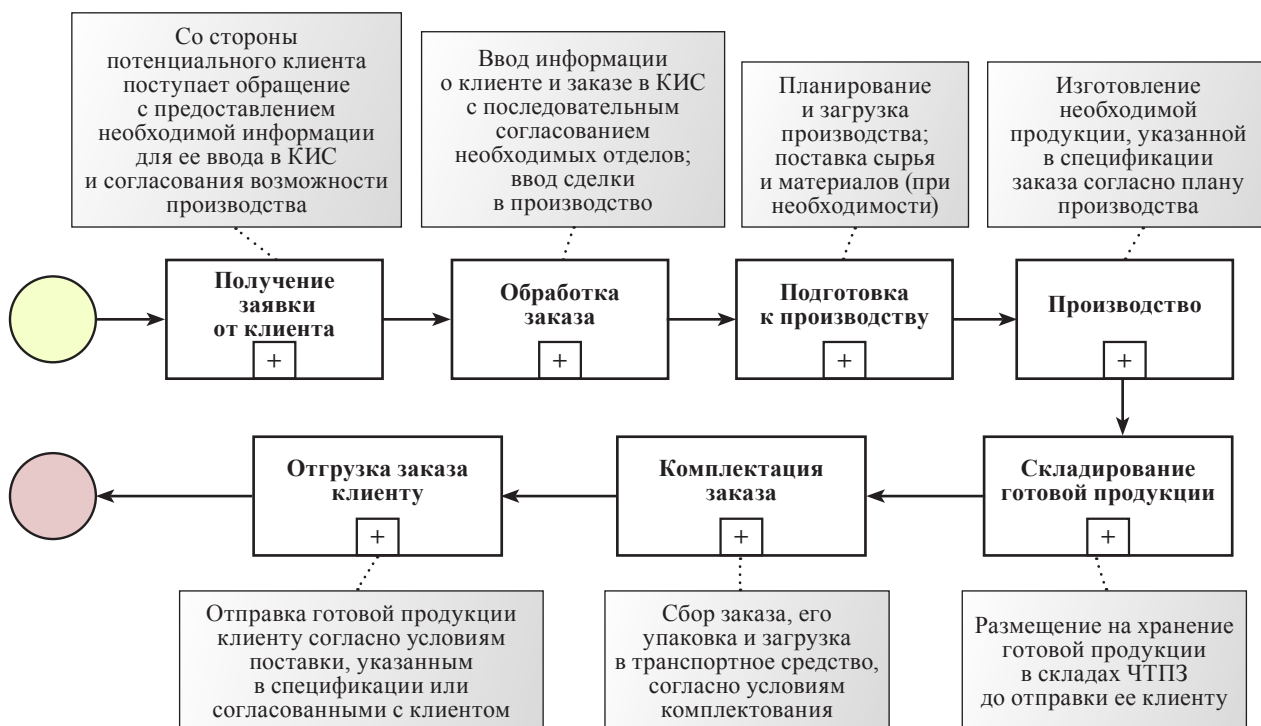 Со стороны
потенциального клиента
поступает обращение
с предоставлением
необходимой информации
для ее ввода в КИС
и согласования возможности
производства
Ввод информации
о клиенте и заказе в КИС
с последовательным
согласованием
необходимых отделов;
ввод сделки
в производство
Планирование
и загрузка
производства;
поставка сырья
и материалов (при
необходимости)
Изготовление
необходимой
продукции, указанной
в спецификации
заказа согласно плану
производства
Получение
заявки
от клиента
+
Обработка
заказа
+
Подготовка
к производству
+
Производство
+
Отгрузка заказа
клиенту
+
Комплектация
заказа
+
Складирование
готовой продукции
+
Отправка готовой продукции
клиенту согласно условиям
поставки, указанным
в спецификации или
согласованными с клиентом
Сбор заказа, его
упаковка и загрузка
в транспортное средство,
согласно условиям
комплектования
Размещение на хранение
готовой продукции
в складах ЧТПЗ
до отправки ее клиенту